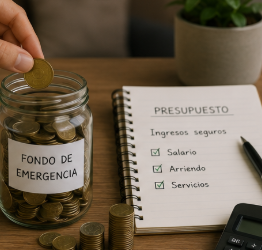 FONDO DE
EMERGENCIA
PRESUPUESTO
Ingresos seguros
Salario
Arriendo
Servicios